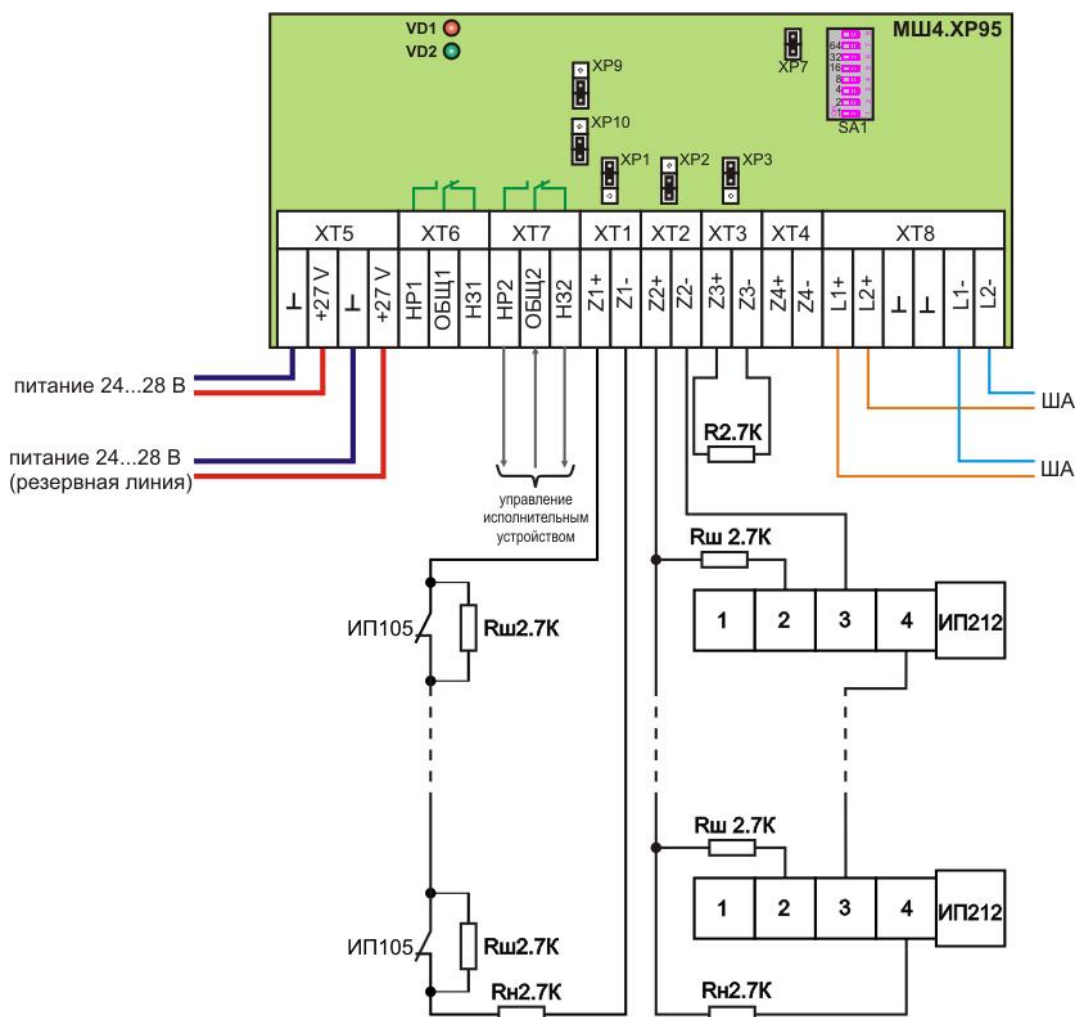 VD1
VD2
МШ4.XP95
XP9
XP10
XP7
64
32
16
8
4
2
1
SA1
XP1
XP2
XP3
XT5
XT6
XT7
XT1
XT2
XT3
XT4
XT8
⊥
+27 V
⊥
+27 V
НР1
ОБЩ1
НЗ1
НР2
ОБЩ2
НЗ2
Z1+
Z1-
Z2+
Z2-
Z3+
Z3-
Z4+
Z4-
L1+
L2+
⊥
⊥
L1-
L2-
питание 24...28 В
ША
R2.7K
питание 24...28 В
(резервная линия)
ША
управление
исполнительным
устройством
Rш 2.7K
1
2
3
4
ИП212
ИП105
Rш2.7K
Rш 2.7K
1
2
3
4
ИП212
ИП105
Rш2.7K
Rн2.7K
Rн2.7K